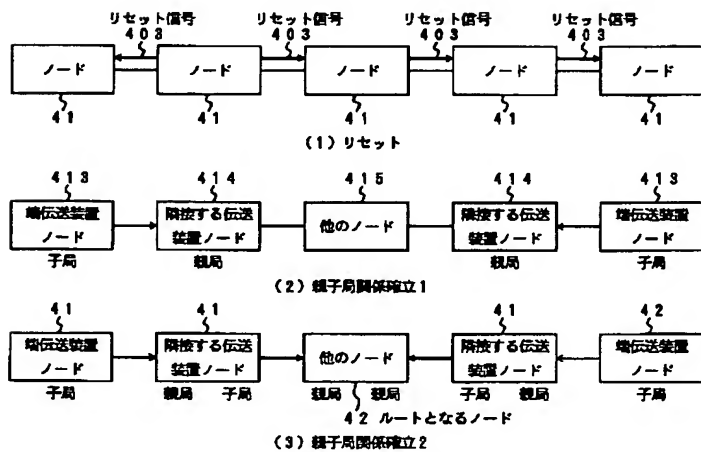 リセット信号 リセット信号 リセット信号 リセット信号
403 403 403 403
ノード ノード ノード ノード ノード
41 41 41 41 41
(1)リセット
413 414 415 414 413
端伝送装置 隣接する伝送 他のノード 隣接する伝送 端伝送装置
ノード 装置ノード 装置ノード ノード
子局 親局 親局 子局
(2)親子局関係確立1
41 41 41 42
端伝送装置 隣接する伝送 他のノード 隣接する伝送 端伝送装置
ノード 装置ノード 装置ノード ノード
子局 親局 子局 親局 親局 子局 親局 子局
42 ルートとなるノード
(3)親子局関係確立2